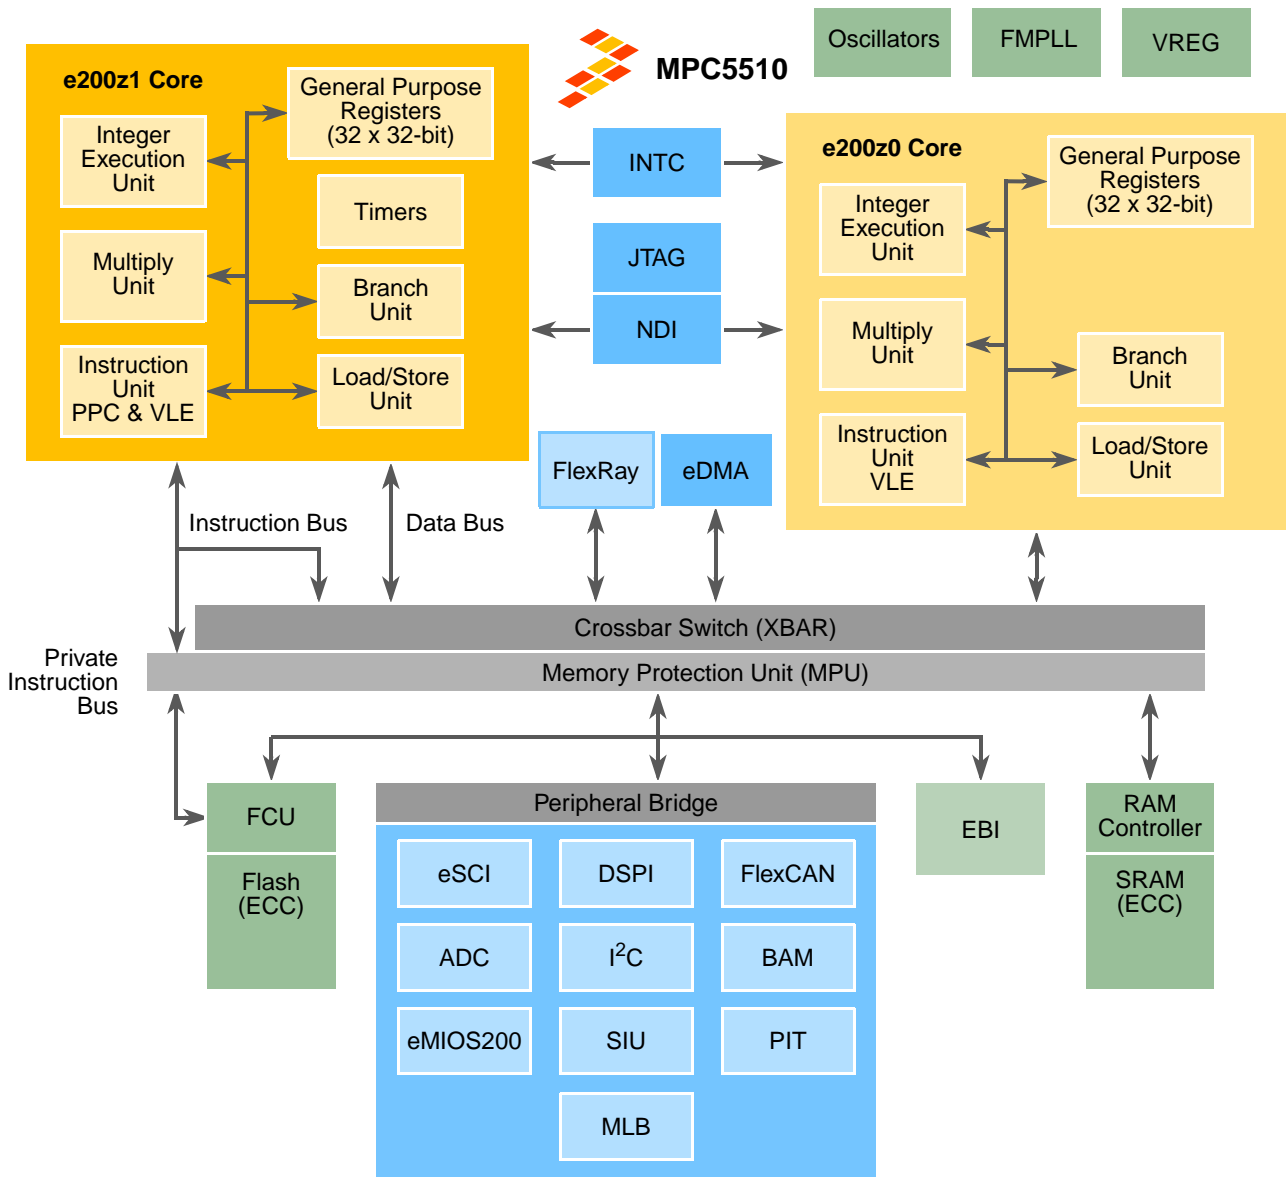 Oscillators
FMPLL
VREG
MPC5510
e200z1 Core
General Purpose
Registers
(32 x 32-bit)
Integer
Execution
Unit
Timers
Multiply
Unit
Branch
Unit
Instruction
Unit
PPC & VLE
Load/Store
Unit
INTC
JTAG
NDI
e200z0 Core
General Purpose
Registers
(32 x 32-bit)
Integer
Execution
Unit
Multiply
Unit
Branch
Unit
Instruction
Unit
VLE
Load/Store
Unit
FlexRay
eDMA
Instruction Bus
Data Bus
Crossbar Switch (XBAR)
Memory Protection Unit (MPU)
Private
Instruction
Bus
FCU
Flash
(ECC)
Peripheral Bridge
eSCI
DSPI
FlexCAN
ADC
I²C
BAM
eMIOS200
SIU
PIT
MLB
EBI
RAM
Controller
SRAM
(ECC)